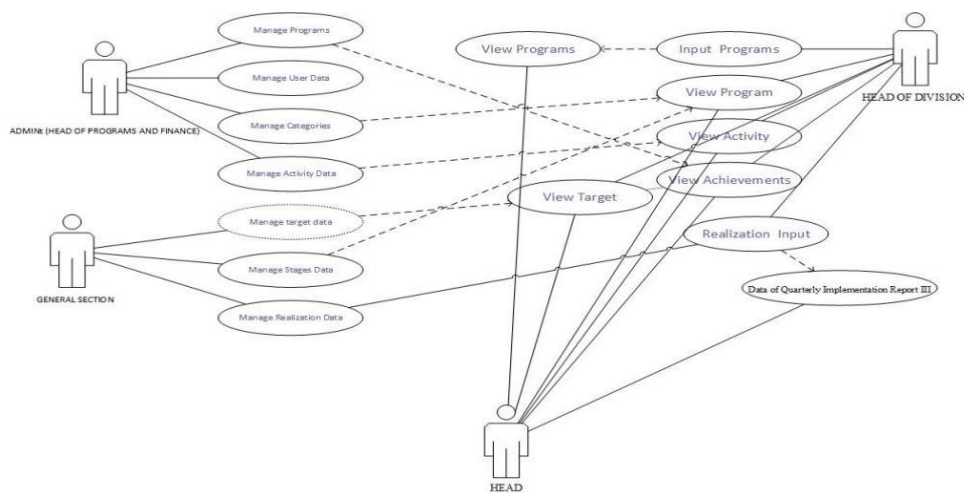 Manage Programs
View Programs
Input Programs
Manage User Data
View Program
HEAD OF DIVISION
ADMINt (HEAD OF PROGRAMS AND FINANCE)
Manage Categories
View Activity
Manage Activity Data
View Achievements
View Target
Manage target data
Realization Input
Manage Stages Data
GENERAL SECTION
Data of Quarterly Implementation Report III
Manage Realization Data
HEAD